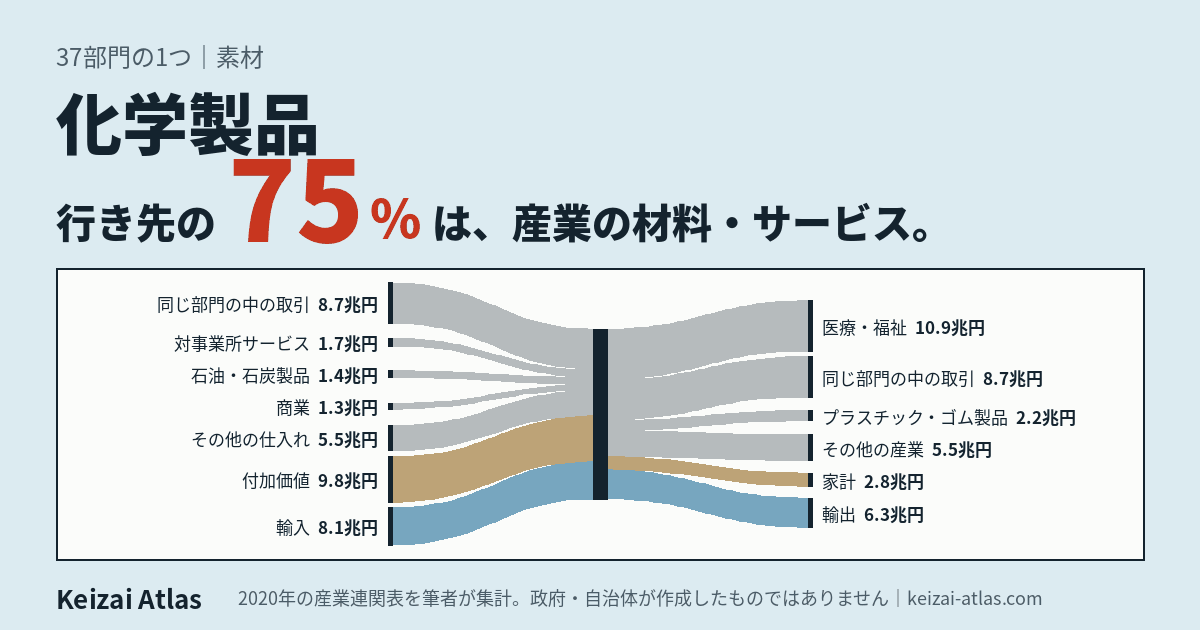 37部門の1つ｜素材
化学製品
行き先の 75% は、産業の材料・サービス。
同じ部門の中の取引 8.7兆円
対事業所サービス 1.7兆円
石油・石炭製品 1.4兆円
商業 1.3兆円
その他の仕入れ 5.5兆円
付加価値 9.8兆円
輸入 8.1兆円
医療・福祉 10.9兆円
同じ部門の中の取引 8.7兆円
プラスチック・ゴム製品 2.2兆円
その他の産業 5.5兆円
家計 2.8兆円
輸出 6.3兆円
Keizai Atlas 2020年の産業連関表を筆者が集計。政府・自治体が作成したものではありません｜keizai-atlas.com